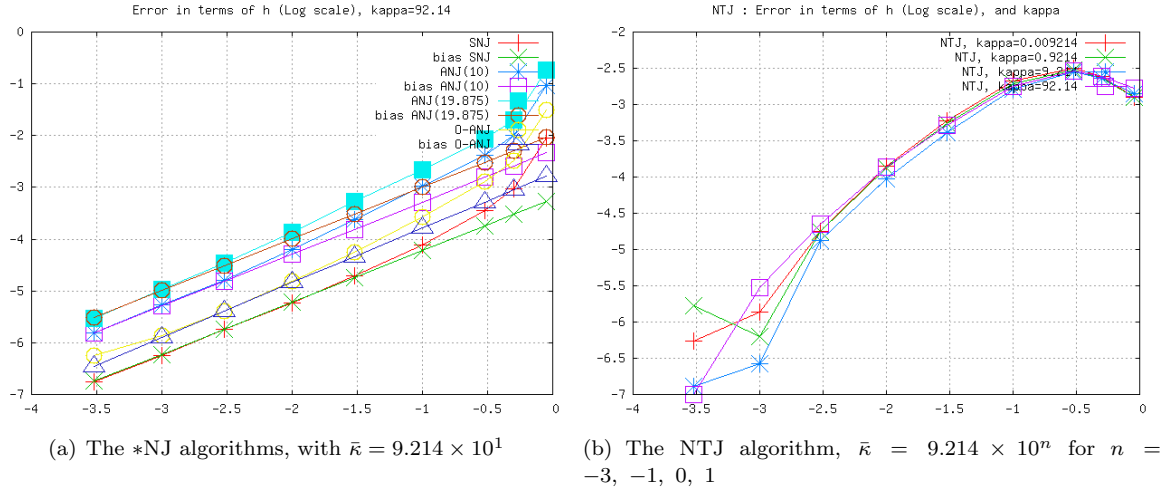 Error in terms of h (Log scale), kappa=92.14
0
-1
-2
-3
-4
-5
-6
-7
SNJ
bias SNJ
ANJ(10)
bias ANJ(10)
ANJ(19.875)
bias ANJ(19.875)
O-ANJ
bias O-ANJ
-4 -3.5 -3 -2.5 -2 -1.5 -1 -0.5 0
(a) The ∗NJ algorithms, with κ̄ = 9.214 × 10¹
NTJ : Error in terms of h (Log scale), and kappa
-2
-2.5
-3
-3.5
-4
-4.5
-5
-5.5
-6
-6.5
-7
NTJ, kappa=0.009214
NTJ, kappa=0.9214
NTJ, kappa=9.214
NTJ, kappa=92.14
-4 -3.5 -3 -2.5 -2 -1.5 -1 -0.5 0
(b) The NTJ algorithm, κ̄ = 9.214 × 10ⁿ for n =
−3, −1, 0, 1